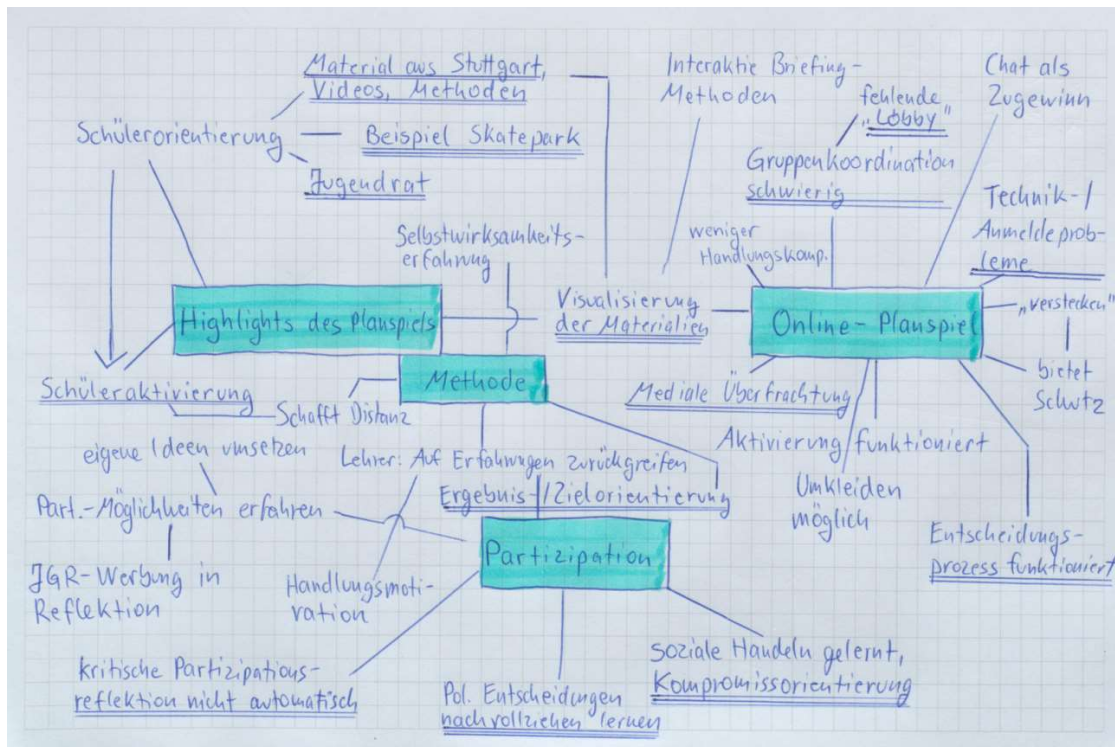 Material aus Stuttgart,
Videos, Methoden
Schülerorientierung
Beispiel Skatepark
Jugendrat
Interaktie Briefing-
Methoden
fehlende
„Lobby"
Gruppenkoordination
schwierig
Chat als
Zugewinn
Technik-/
Anmeldeprob-
leme
Selbstwirksamkeits-
erfahrung
weniger
Handlungskomp.
„verstecken"
bietet
Schutz
Highlights des Planspiels
Visualisierung
der Materialien
Online-Planspiel
Methode
Schüleraktivierung
Schafft Distanz
Mediale Überfrachtung
Aktivierung funktioniert
Umkleiden
möglich
Entscheidungs-
prozess funktioniert
eigene Ideen umsetzen
Lehrer: Auf Erfahrungen zurückgreifen
Ergebnis-/Zielorientierung
Part.-Möglichkeiten erfahren
Partizipation
JGR-Werbung in
Reflektion
Handlungsmoti-
vation
kritische Partizipations-
reflektion nicht automatisch
Pol. Entscheidungen
nachvollziehen lernen
soziale Handeln gelernt,
Kompromissorientierung